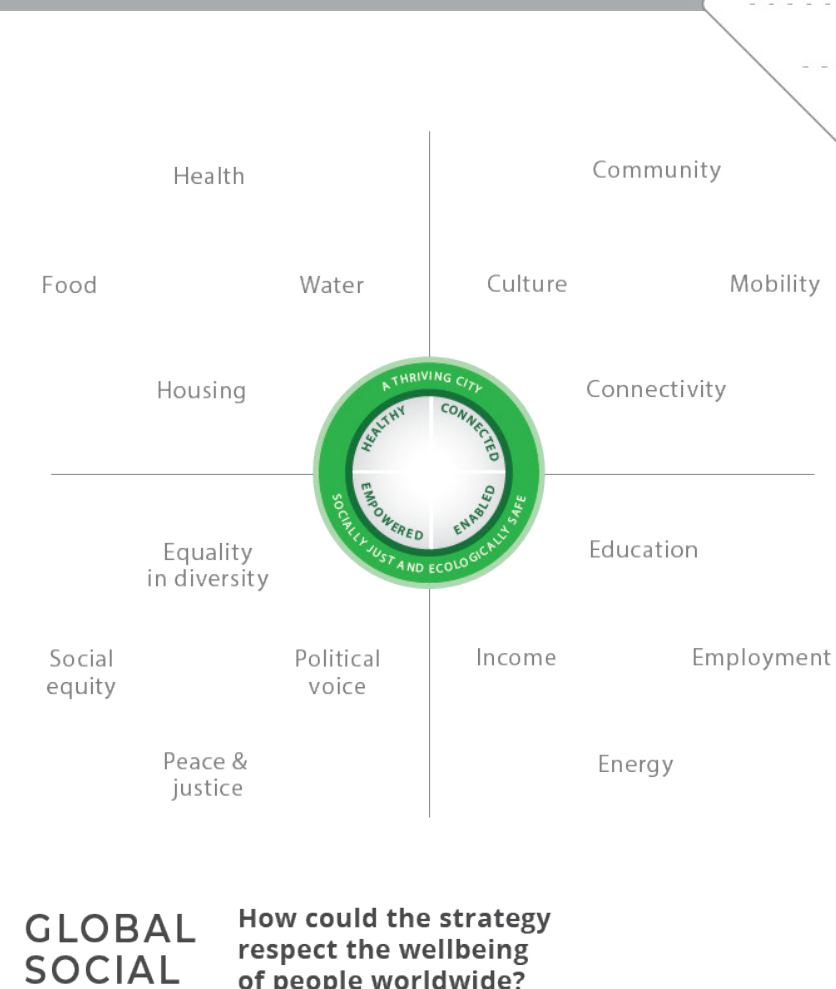 Health
Community
Food
Water
Culture
Mobility
Housing
Connectivity
A THRIVING CITY
HEALTHY
CONNECTED
EMPOWERED
ENABLED
SOCIALLY JUST AND ECOLOGICALLY SAFE
Equality
in diversity
Education
Social
equity
Political
voice
Income
Employment
Peace &
justice
Energy
GLOBAL
SOCIAL
How could the strategy
respect the wellbeing
of people worldwide?